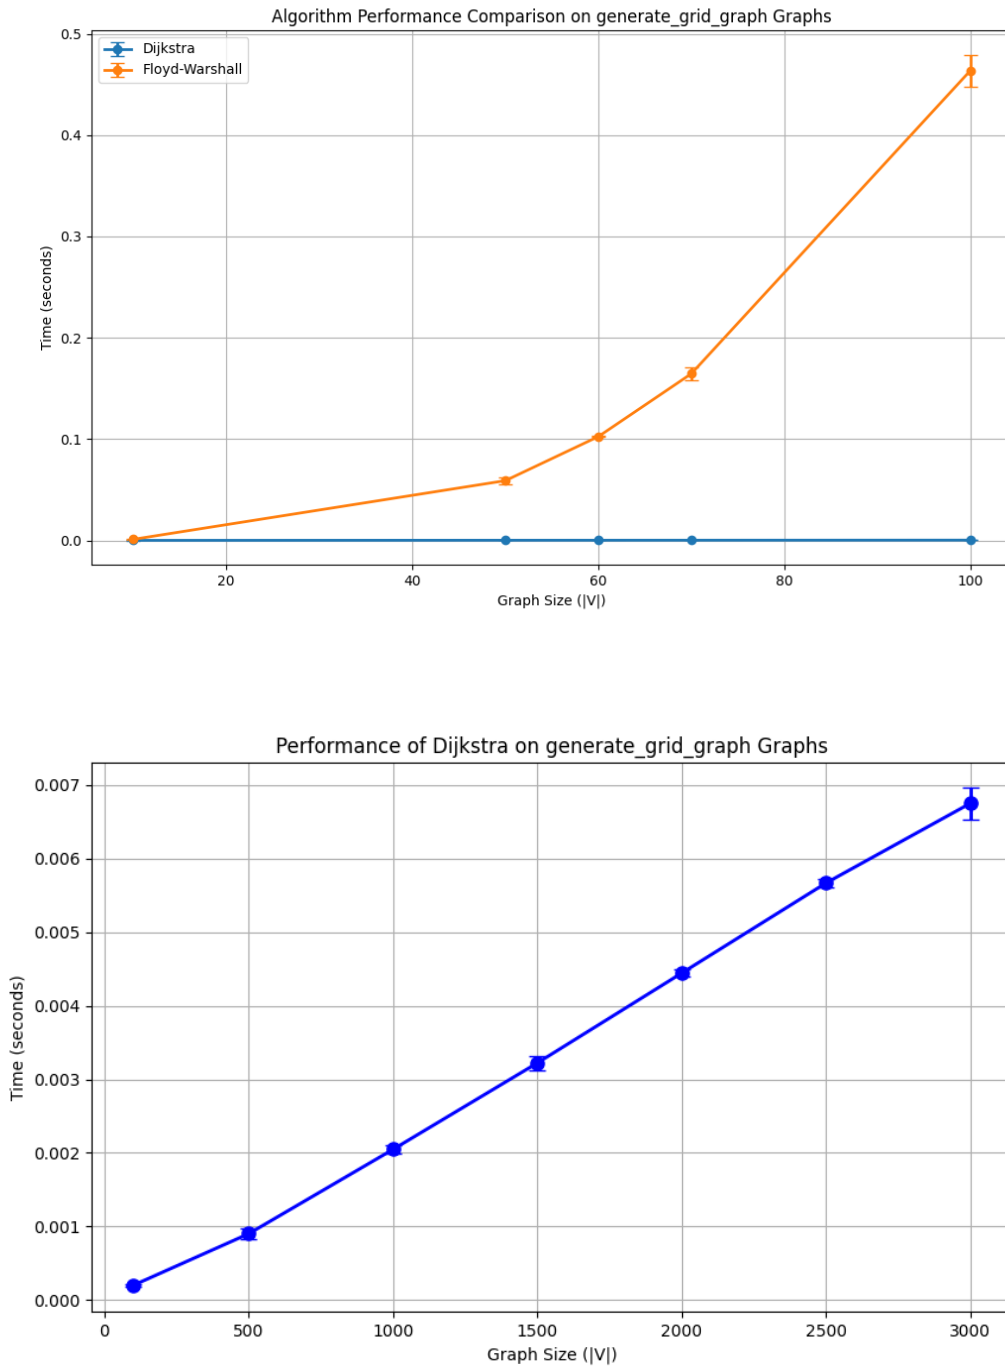 Algorithm Performance Comparison on generate_grid_graph Graphs
0.5
Dijkstra
Floyd-Warshall
0.4
0.3
Time (seconds)
0.2
0.1
0.0
20 40 60 80 100
Graph Size (|V|)
Performance of Dijkstra on generate_grid_graph Graphs
0.007
0.006
0.005
0.004
Time (seconds)
0.003
0.002
0.001
0.000
0 500 1000 1500 2000 2500 3000
Graph Size (|V|)